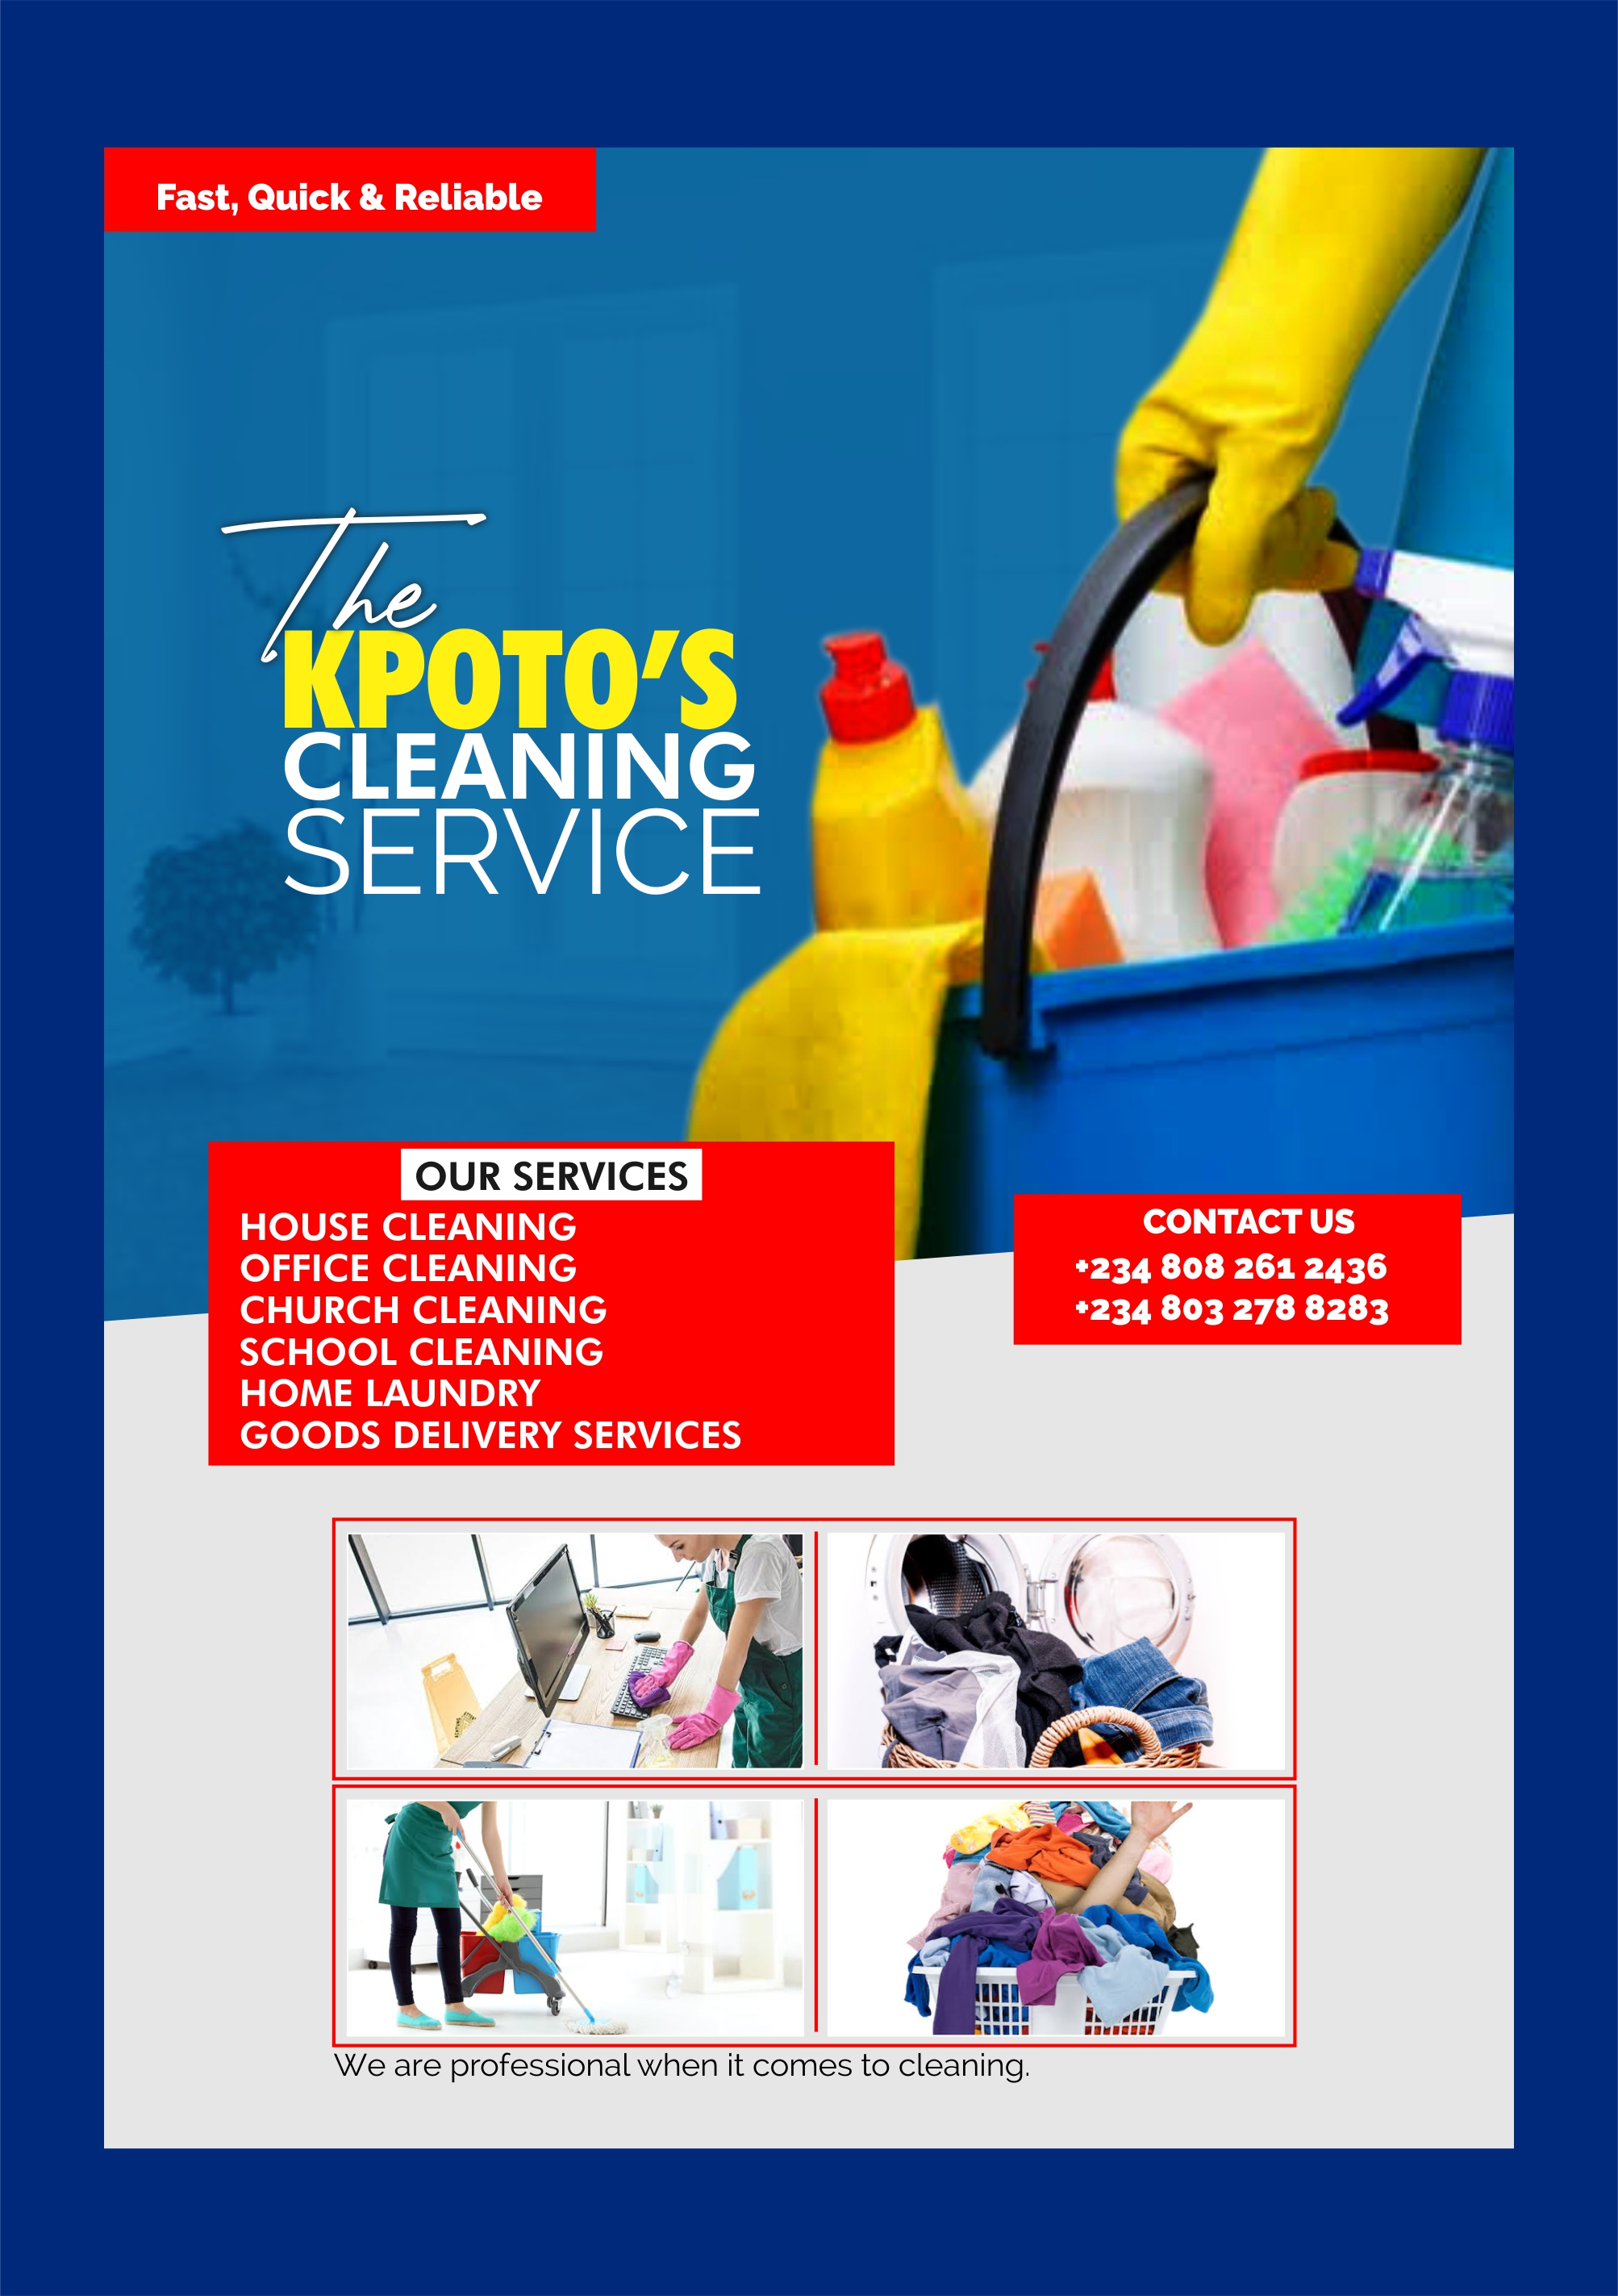 Fast, Quick & Reliable
The
KPOTO'S
CLEANING
SERVICE
OUR SERVICES
HOUSE CLEANING
OFFICE CLEANING
CHURCH CLEANING
SCHOOL CLEANING
HOME LAUNDRY
GOODS DELIVERY SERVICES
CONTACT US
+234 808 261 2436
+234 803 278 8283
We are professional when it comes to cleaning.